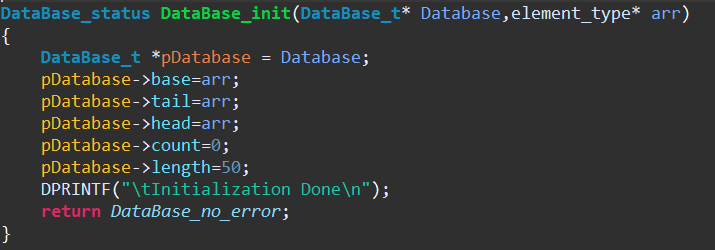 DataBase_status DataBase_init(DataBase_t* Database,element_type* arr)
{
    DataBase_t *pDatabase = Database;
    pDatabase->base=arr;
    pDatabase->tail=arr;
    pDatabase->head=arr;
    pDatabase->count=0;
    pDatabase->length=50;
    DPRINTF("\tInitialization Done\n");
    return DataBase_no_error;
}